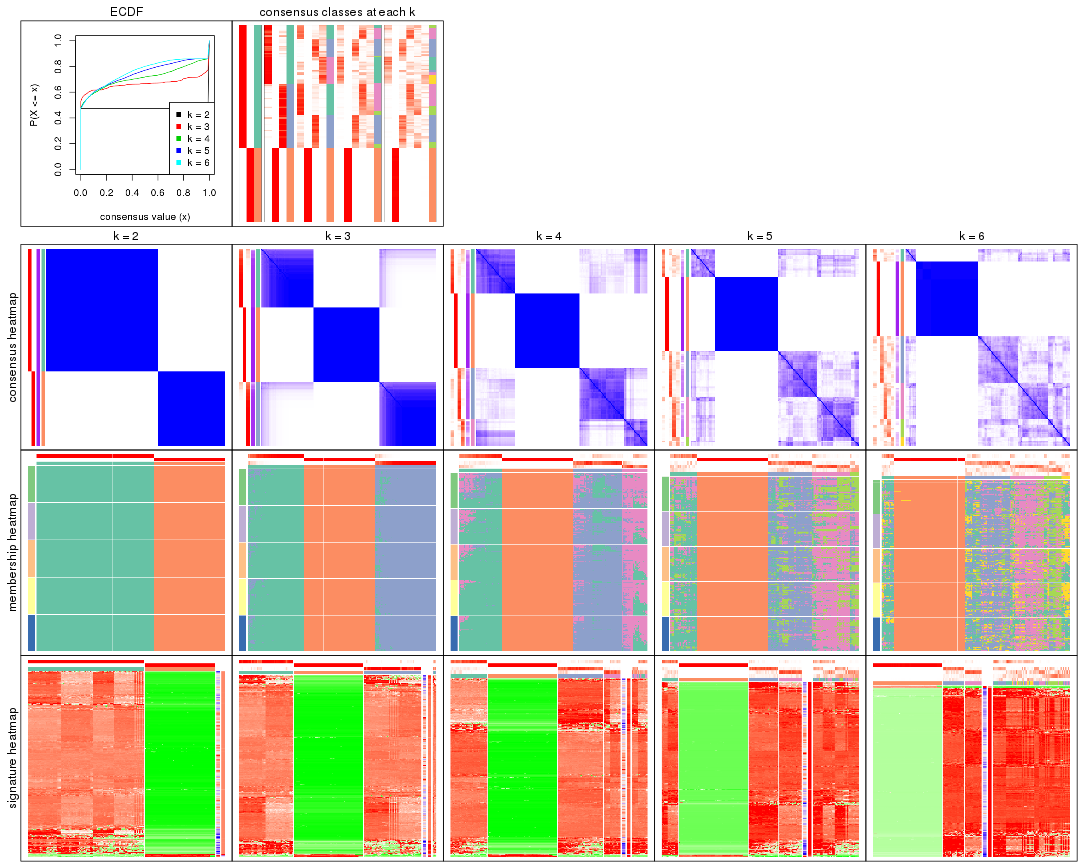 ECDF
consensus classes at each k
P(X <= x)
0.0 0.2 0.4 0.6 0.8 1.0
k = 2
k = 3
k = 4
k = 5
k = 6
0.0 0.2 0.4 0.6 0.8 1.0
consensus value (x)
k = 2
k = 3
k = 4
k = 5
k = 6
consensus heatmap
membership heatmap
signature heatmap